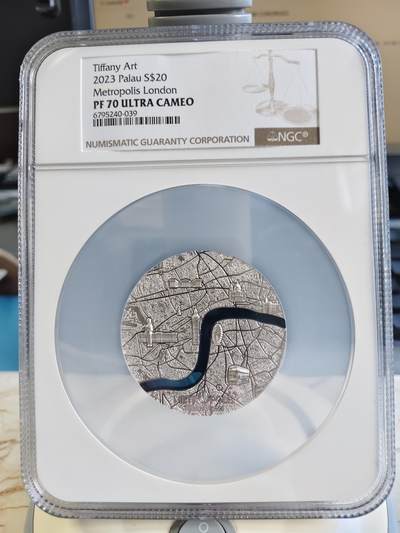 Tiffany Art
2023 Palau S$20
Metropolis London
PF 70 ULTRA CAMEO
6795240-039
NUMISMATIC GUARANTY CORPORATION
NGC®